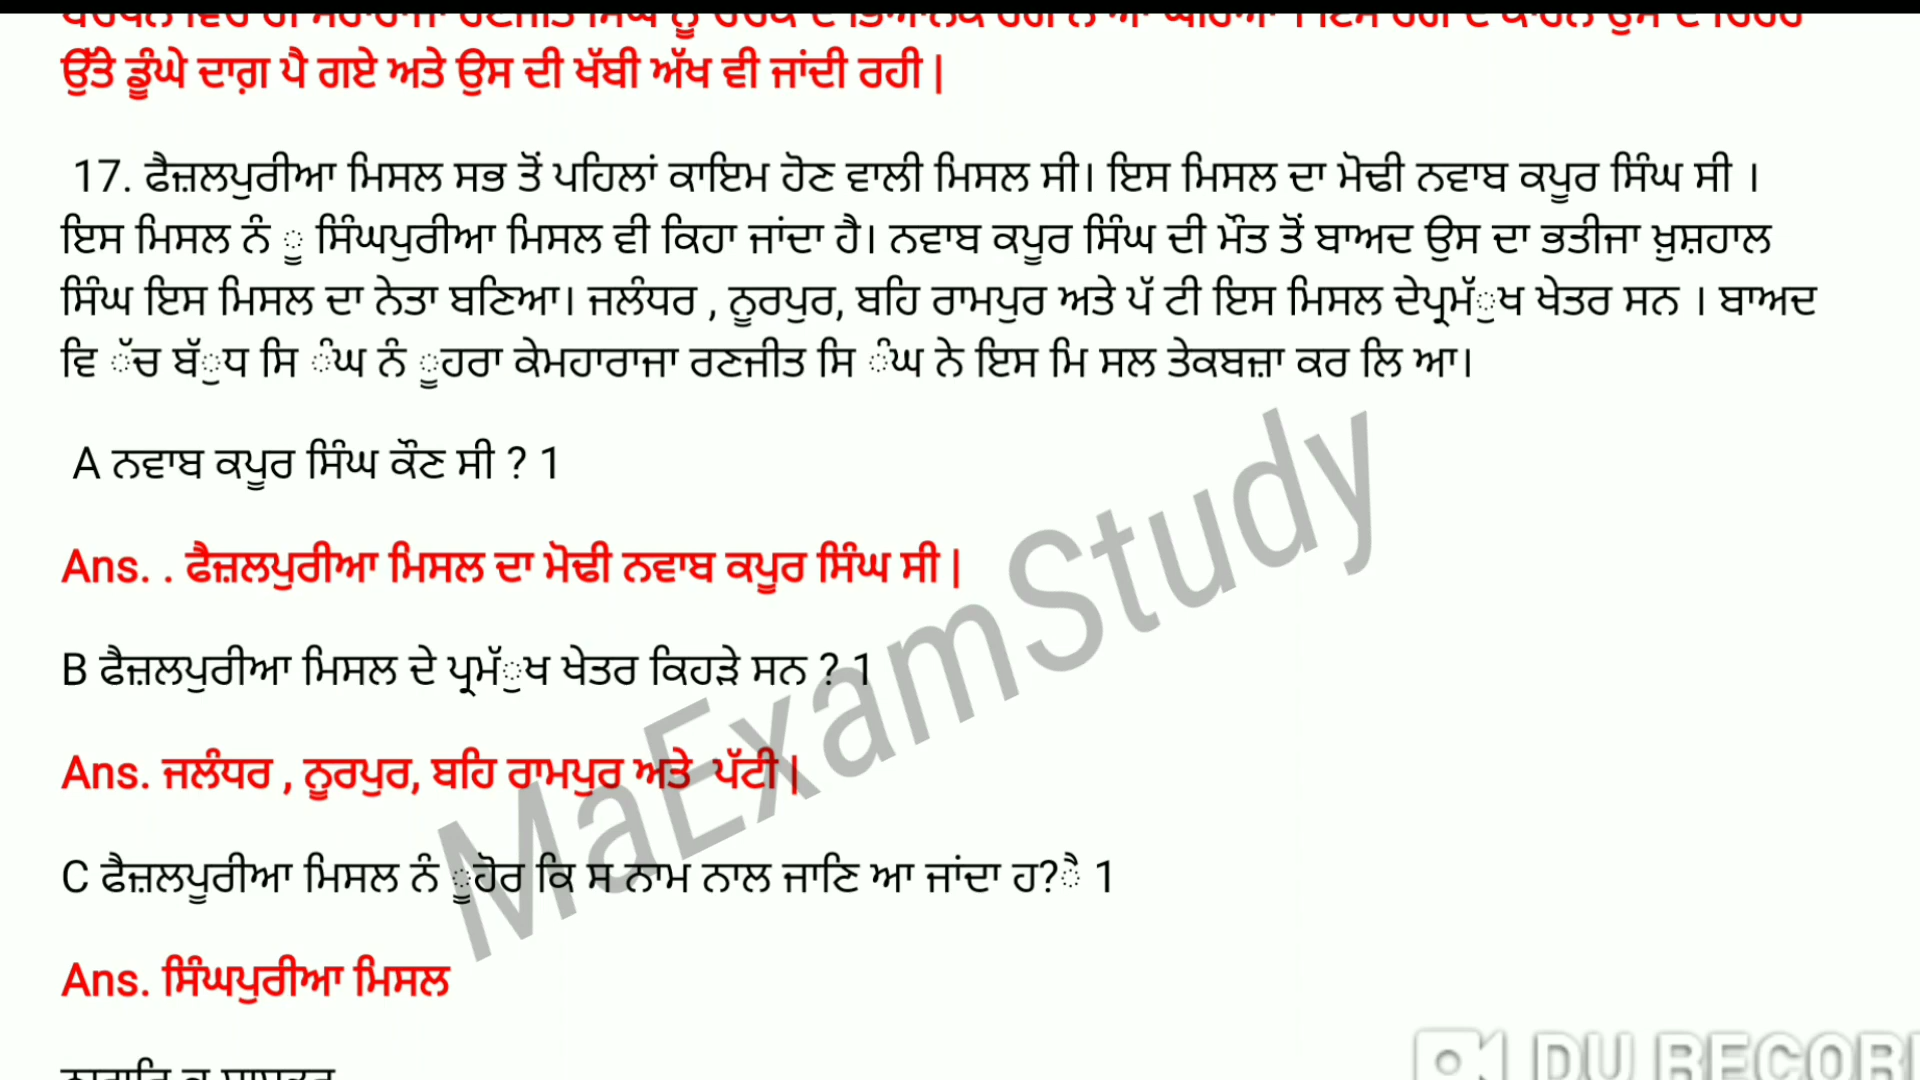 ਉੱਤੇ ਡੂੰਘੇ ਦਾਗ਼ ਪੈ ਗਏ ਅਤੇ ਉਸ ਦੀ ਖੱਬੀ ਅੱਖ ਵੀ ਜਾਂਦੀ ਰਹੀ |
17. ਫੈਜ਼ਲਪੁਰੀਆ ਮਿਸਲ ਸਭ ਤੋਂ ਪਹਿਲਾਂ ਕਾਇਮ ਹੋਣ ਵਾਲੀ ਮਿਸਲ ਸੀ। ਇਸ ਮਿਸਲ ਦਾ ਮੋਢੀ ਨਵਾਬ ਕਪੂਰ ਸਿੰਘ ਸੀ ।
ਇਸ ਮਿਸਲ ਨੰ ੂ ਸਿੰਘਪੁਰੀਆ ਮਿਸਲ ਵੀ ਕਿਹਾ ਜਾਂਦਾ ਹੈ। ਨਵਾਬ ਕਪੂਰ ਸਿੰਘ ਦੀ ਮੌਤ ਤੋਂ ਬਾਅਦ ਉਸ ਦਾ ਭਤੀਜਾ ਖ਼ੁਸ਼ਹਾਲ
ਸਿੰਘ ਇਸ ਮਿਸਲ ਦਾ ਨੇਤਾ ਬਣਿਆ। ਜਲੰਧਰ , ਨੂਰਪੁਰ, ਬਹਿ ਰਾਮਪੁਰ ਅਤੇ ਪੱ ਟੀ ਇਸ ਮਿਸਲ ਦੇਪ੍ਰਮੱੁਖ ਖੇਤਰ ਸਨ । ਬਾਅਦ
ਵਿ ੱਚ ਬੱੁਧ ਸਿ ੰਘ ਨੰ ੂਹਰਾ ਕੇਮਹਾਰਾਜਾ ਰਣਜੀਤ ਸਿ ੰਘ ਨੇ ਇਸ ਮਿ ਸਲ ਤੇਕਬਜ਼ਾ ਕਰ ਲਿ ਆ।
A ਨਵਾਬ ਕਪੂਰ ਸਿੰਘ ਕੌਣ ਸੀ ? 1
Ans. . ਫੈਜ਼ਲਪੁਰੀਆ ਮਿਸਲ ਦਾ ਮੋਢੀ ਨਵਾਬ ਕਪੂਰ ਸਿੰਘ ਸੀ |
B ਫੈਜ਼ਲਪੁਰੀਆ ਮਿਸਲ ਦੇ ਪ੍ਰਮੱੁਖ ਖੇਤਰ ਕਿਹੜੇ ਸਨ ? 1
Ans. ਜਲੰਧਰ , ਨੂਰਪੁਰ, ਬਹਿ ਰਾਮਪੁਰ ਅਤੇ ਪੱਟੀ |
C ਫੈਜ਼ਲਪੂਰੀਆ ਮਿਸਲ ਨੰ ੂਹੋਰ ਕਿ ਸ ਨਾਮ ਨਾਲ ਜਾਣਿ ਆ ਜਾਂਦਾ ਹ?ੈ 1
Ans. ਸਿੰਘਪੁਰੀਆ ਮਿਸਲ
MaExamStudy
DU RECOR